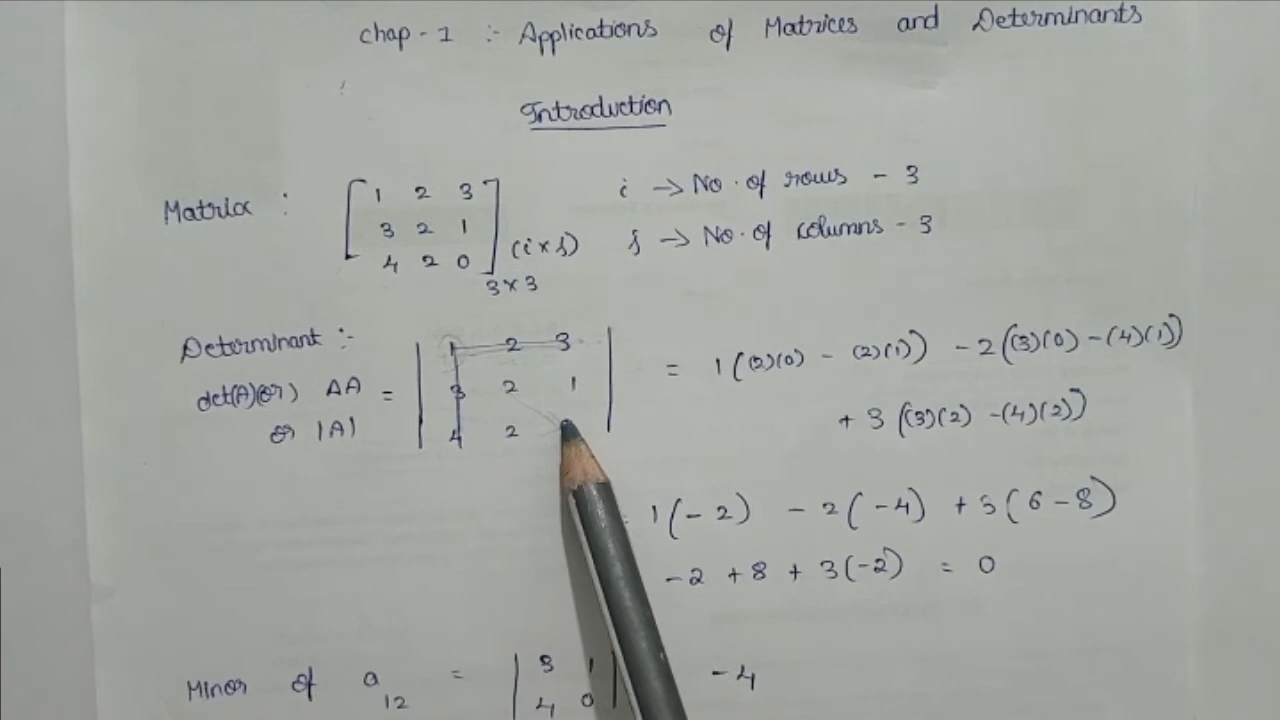 chap - 1 :- Applications of Matrices and Determinants
Introduction
Matrix : [ 1 2 3 i → No. of rows - 3
3 2 1 j → No. of columns - 3
4 2 0 ] (i × j)
3 × 3
Determinant :- | 1 2 3 | = 1 ((2)(0) - (2)(1)) - 2 ((3)(0) - (4)(1))
det(A) (or) ΔA = 3 2 1
or |A| 4 2 + 3 ((3)(2) - (4)(2))
1 (-2) - 2 (-4) + 3 (6 - 8)
-2 + 8 + 3 (-2) = 0
Minor of a12 = | 3 1 | -4
4 0